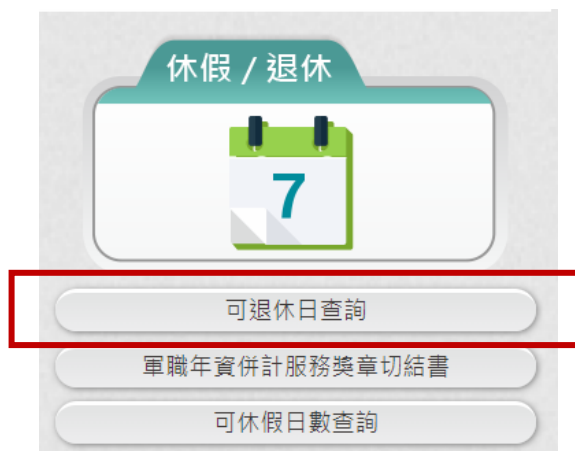 休假 / 退休
7
可退休日查詢
軍職年資併計服務獎章切結書
可休假日數查詢